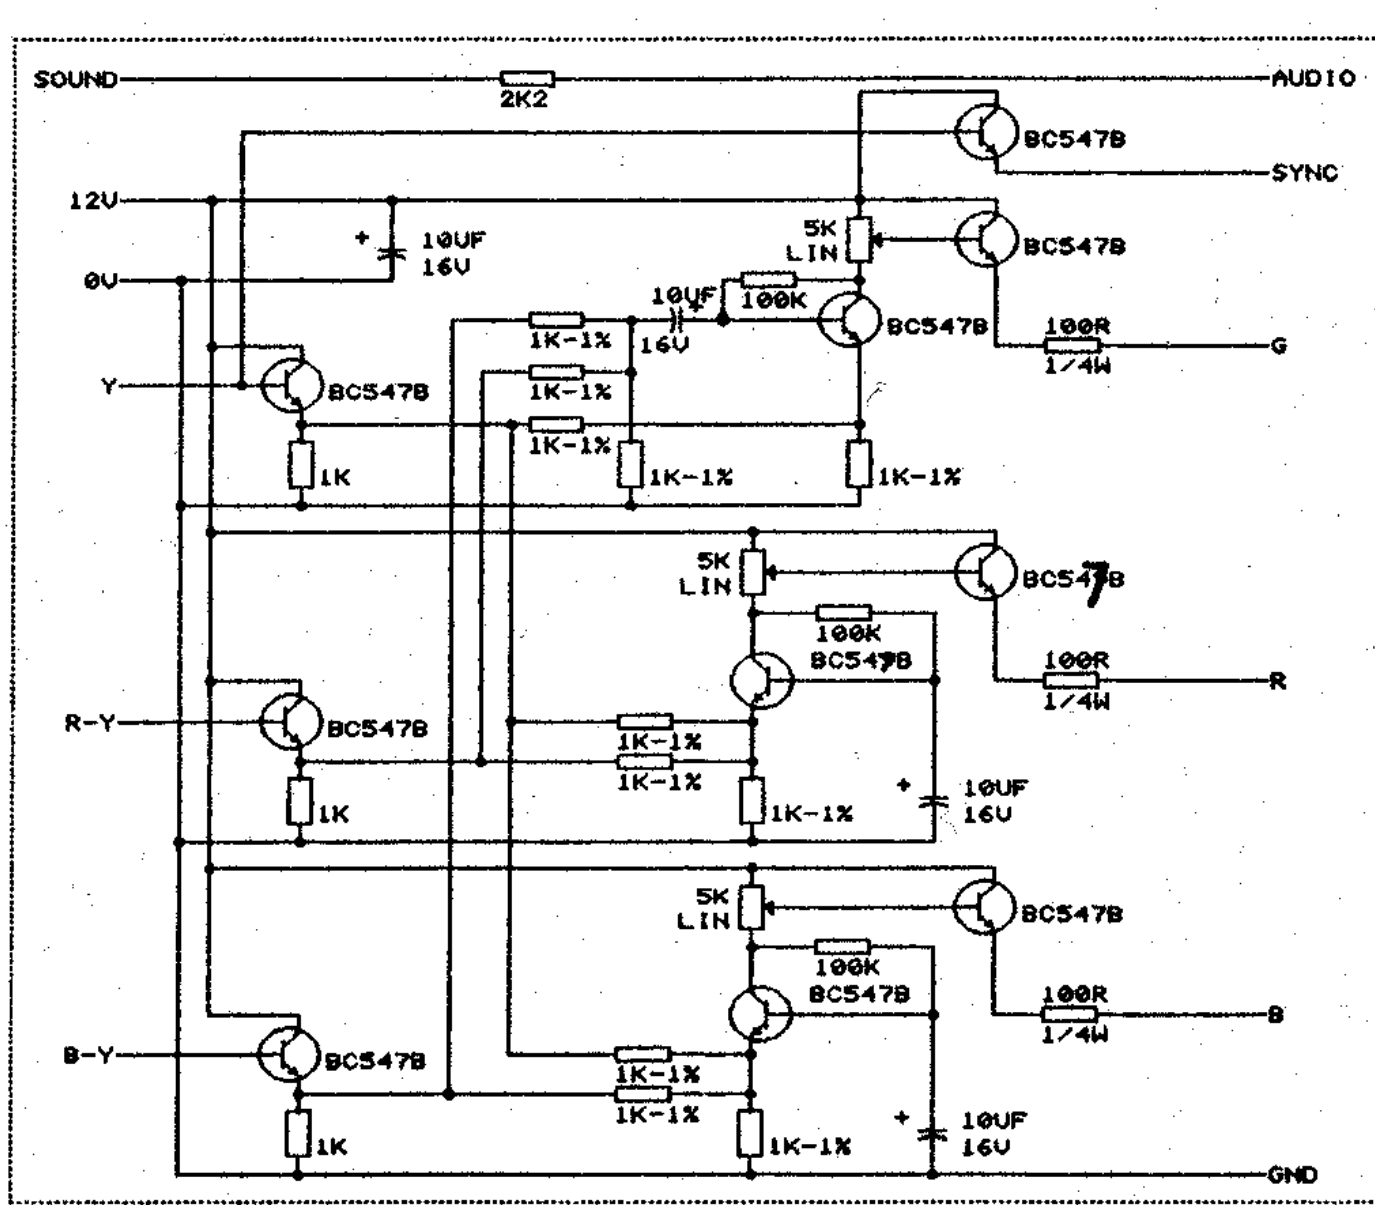 SOUND
2K2
AUDIO
BC547B
SYNC
12V
5K
LIN
BC547B
+
10UF
16V
0V
10UF
+
100K
16V
BC547B
100R
1/4W
G
1K-1%
1K-1%
1K-1%
Y
BC547B
1K
1K-1%
1K-1%
5K
LIN
BC547B
100K
BC547B
100R
1/4W
R
R-Y
BC547B
1K-1%
1K-1%
1K
1K-1%
+
10UF
16V
5K
LIN
BC547B
100K
BC547B
100R
1/4W
B
B-Y
BC547B
1K-1%
1K-1%
1K
1K-1%
+
10UF
16V
GND